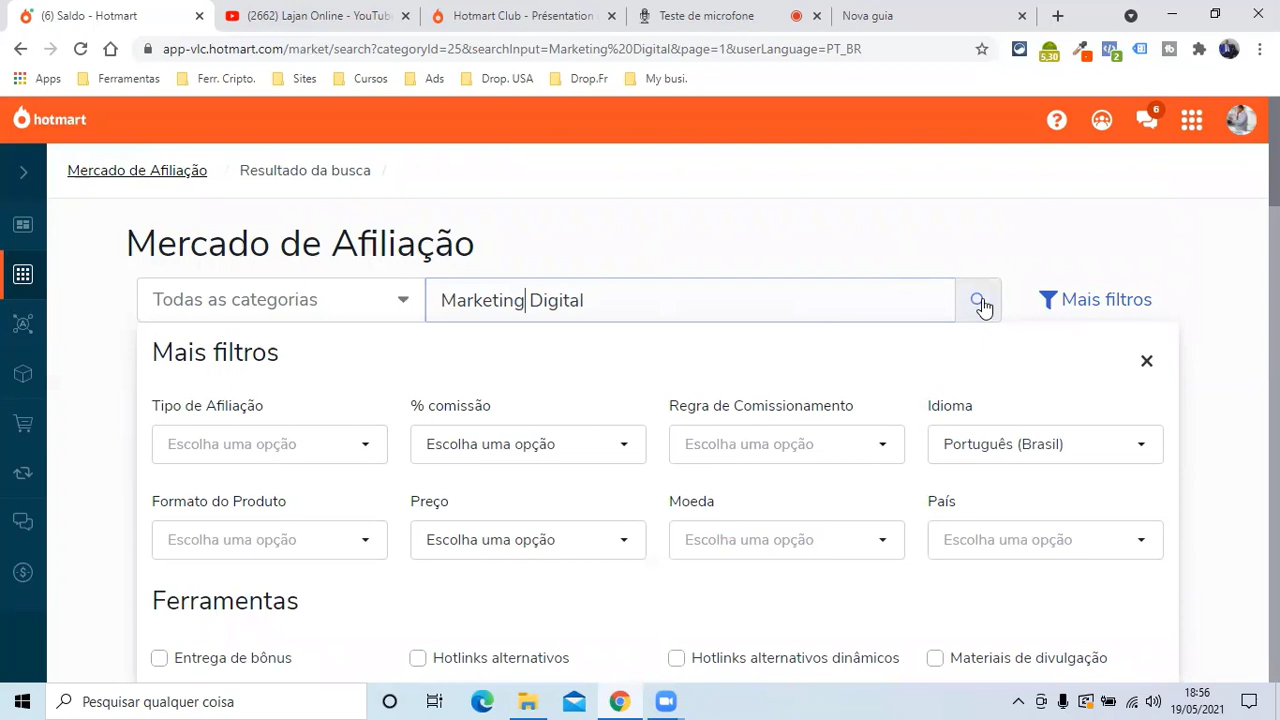 (6) Saldo - Hotmart
(2662) Lajan Online - YouTube
Hotmart Club - Présentation
Teste de microfone
Nova guia
app-vlc.hotmart.com/market/search?categoryId=25&searchInput=Marketing%20Digital&page=1&userLanguage=PT_BR
5,30
2
Apps
Ferramentas
Ferr. Cripto.
Sites
Cursos
Ads
Drop. USA
Drop.Fr
My busi.
hotmart
6
Mercado de Afiliação / Resultado da busca /
Mercado de Afiliação
Todas as categorias
Marketing Digital
Mais filtros
Mais filtros
Tipo de Afiliação
% comissão
Regra de Comissionamento
Idioma
Escolha uma opção
Escolha uma opção
Escolha uma opção
Português (Brasil)
Formato do Produto
Preço
Moeda
País
Escolha uma opção
Escolha uma opção
Escolha uma opção
Escolha uma opção
Ferramentas
Entrega de bônus
Hotlinks alternativos
Hotlinks alternativos dinâmicos
Materiais de divulgação
Pesquisar qualquer coisa
18:56
19/05/2021